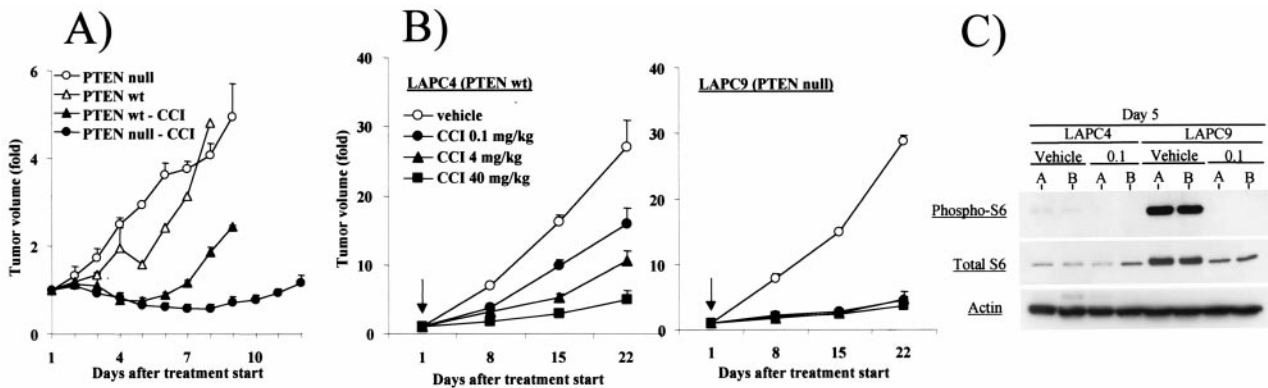 A)
6
4
2
0
Tumor volume (fold)
PTEN null
PTEN wt
PTEN wt - CCI
PTEN null - CCI
1 4 7 10
Days after treatment start
B)
40
30
20
10
0
Tumor volume (fold)
LAPC4 (PTEN wt)
vehicle
CCI 0.1 mg/kg
CCI 4 mg/kg
CCI 40 mg/kg
1 8 15 22
Days after treatment start
40
30
20
10
0
LAPC9 (PTEN null)
1 8 15 22
Days after treatment start
C)
Day 5
LAPC4 LAPC9
Vehicle 0.1 Vehicle 0.1
A B A B A B A B
Phospho-S6
Total S6
Actin